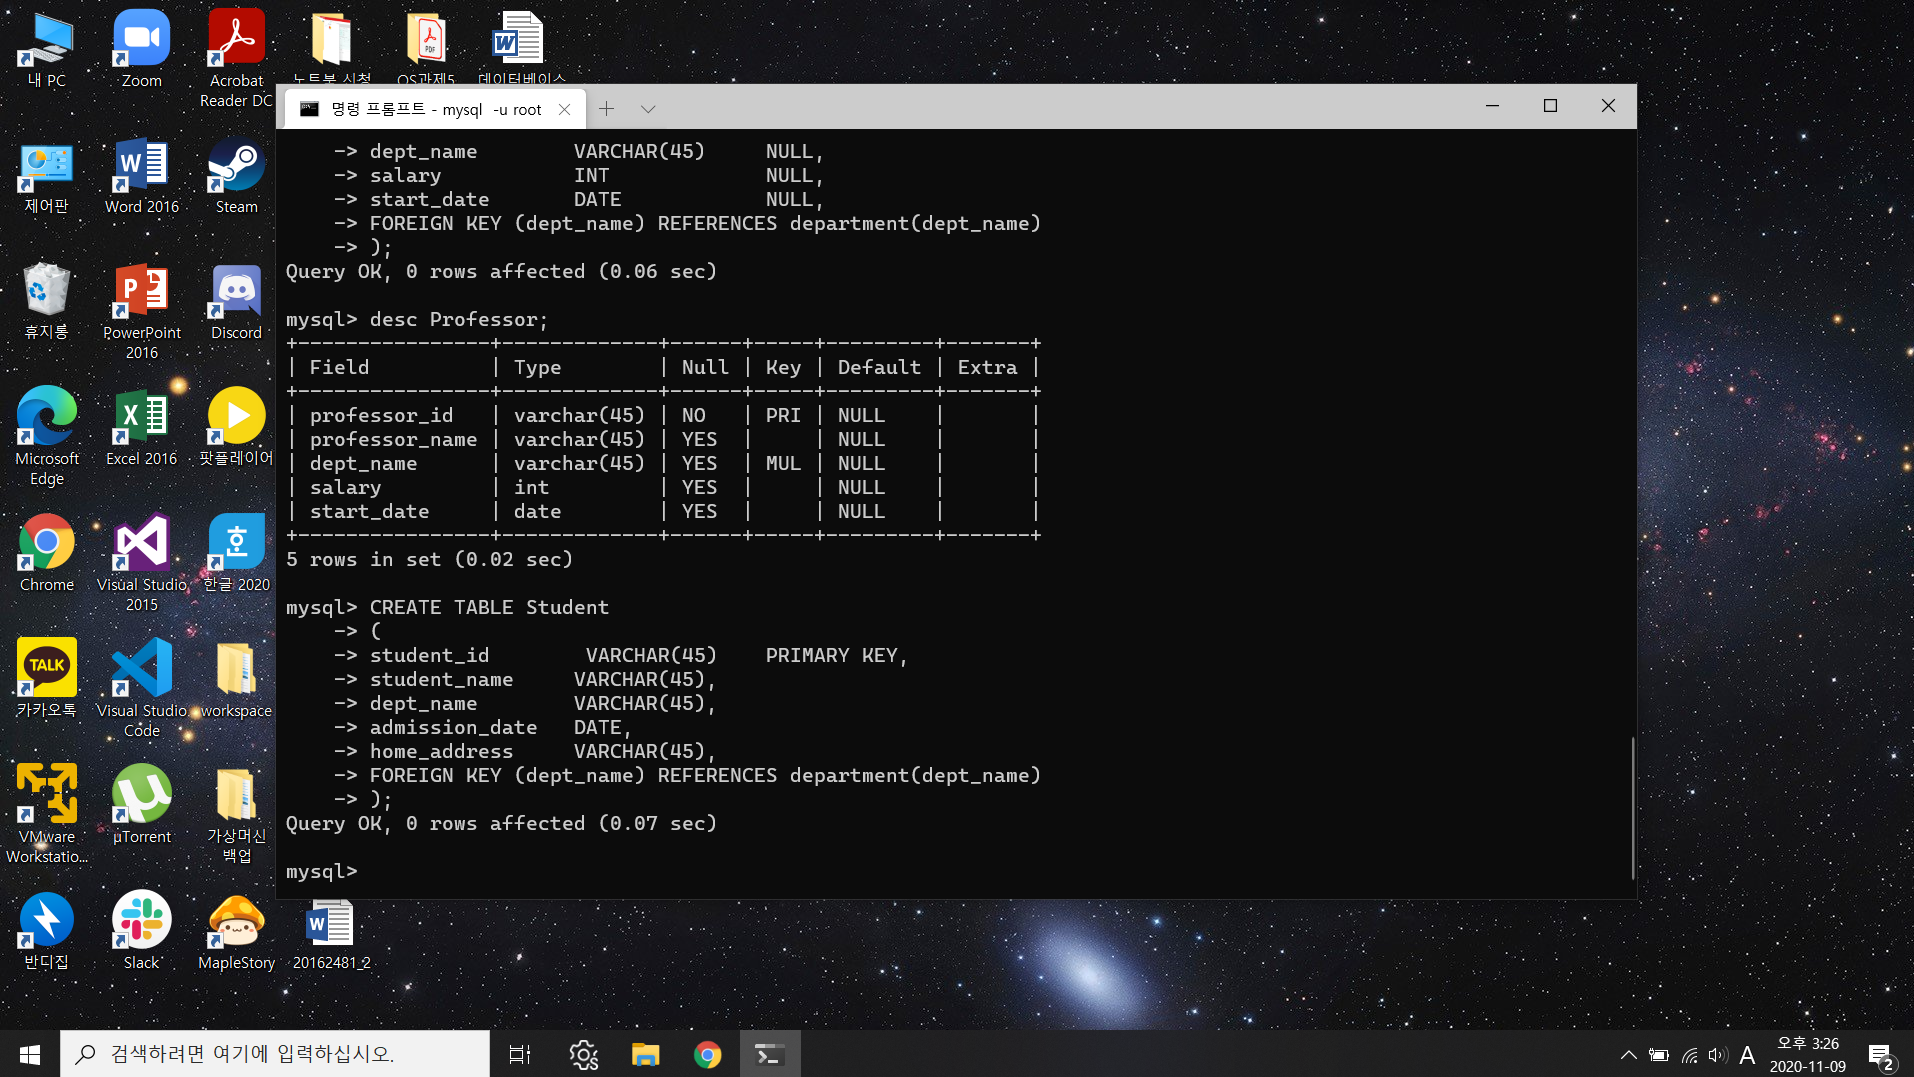 내 PC
Zoom
Acrobat
Reader DC
노트북 신청
OS과제5
데이터베이스
제어판
Word 2016
Steam
휴지통
PowerPoint
2016
Discord
Microsoft
Edge
Excel 2016
팟플레이어
Chrome
Visual Studio
2015
한글 2020
TALK
카카오톡
Visual Studio
Code
workspace
VMware
Workstatio...
µTorrent
가상머신
백업
반디집
Slack
MapleStory
20162481_2
명령 프롬프트 - mysql  -u root
    -> dept_name        VARCHAR(45)     NULL,
    -> salary           INT             NULL,
    -> start_date       DATE            NULL,
    -> FOREIGN KEY (dept_name) REFERENCES department(dept_name)
    -> );
Query OK, 0 rows affected (0.06 sec)
mysql> desc Professor;
+----------------+-------------+------+-----+---------+-------+
| Field          | Type        | Null | Key | Default | Extra |
+----------------+-------------+------+-----+---------+-------+
| professor_id   | varchar(45) | NO   | PRI | NULL    |       |
| professor_name | varchar(45) | YES  |     | NULL    |       |
| dept_name      | varchar(45) | YES  | MUL | NULL    |       |
| salary         | int         | YES  |     | NULL    |       |
| start_date     | date        | YES  |     | NULL    |       |
+----------------+-------------+------+-----+---------+-------+
5 rows in set (0.02 sec)
mysql> CREATE TABLE Student
    -> (
    -> student_id        VARCHAR(45)    PRIMARY KEY,
    -> student_name     VARCHAR(45),
    -> dept_name        VARCHAR(45),
    -> admission_date   DATE,
    -> home_address     VARCHAR(45),
    -> FOREIGN KEY (dept_name) REFERENCES department(dept_name)
    -> );
Query OK, 0 rows affected (0.07 sec)
mysql>
검색하려면 여기에 입력하십시오.
A
오후 3:26
2020-11-09
2